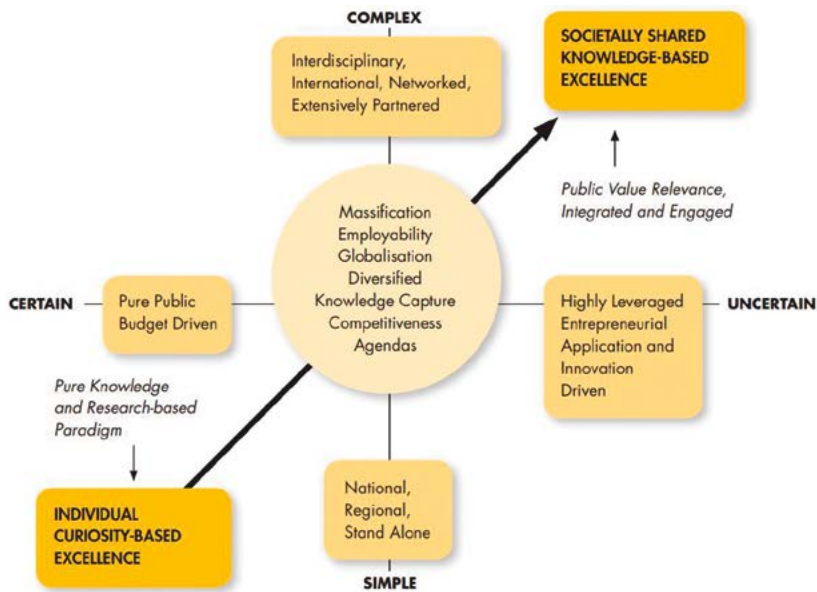 COMPLEX
Interdisciplinary,
International, Networked,
Extensively Partnered
SOCIETALLY SHARED
KNOWLEDGE-BASED
EXCELLENCE
Public Value Relevance,
Integrated and Engaged
Massification
Employability
Globalisation
Diversified
Knowledge Capture
Competitiveness
Agendas
CERTAIN
Pure Public
Budget Driven
Highly Leveraged
Entrepreneurial
Application and
Innovation
Driven
UNCERTAIN
Pure Knowledge
and Research-based
Paradigm
INDIVIDUAL
CURIOSITY-BASED
EXCELLENCE
National,
Regional,
Stand Alone
SIMPLE